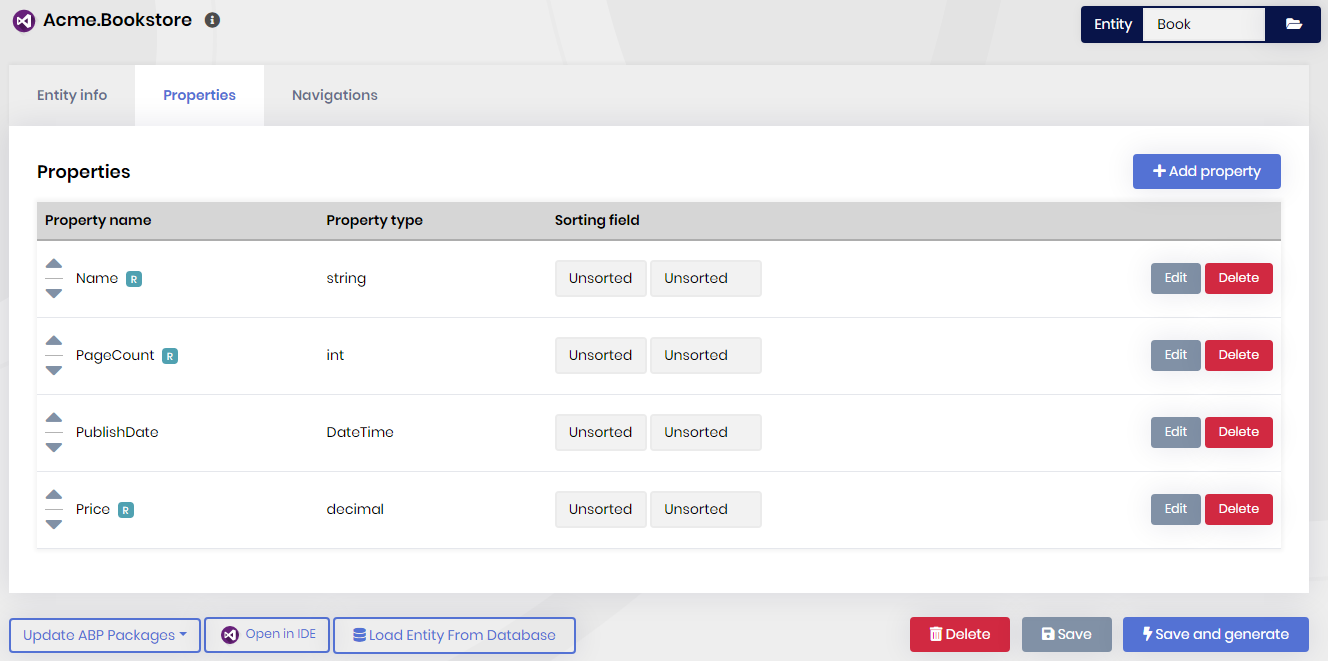 Acme.Bookstore
Entity Book
Entity info Properties Navigations
Properties
Add property
Property name Property type Sorting field
Name R string Unsorted Unsorted Edit Delete
PageCount R int Unsorted Unsorted Edit Delete
PublishDate DateTime Unsorted Unsorted Edit Delete
Price R decimal Unsorted Unsorted Edit Delete
Update ABP Packages Open in IDE Load Entity From Database Delete Save Save and generate